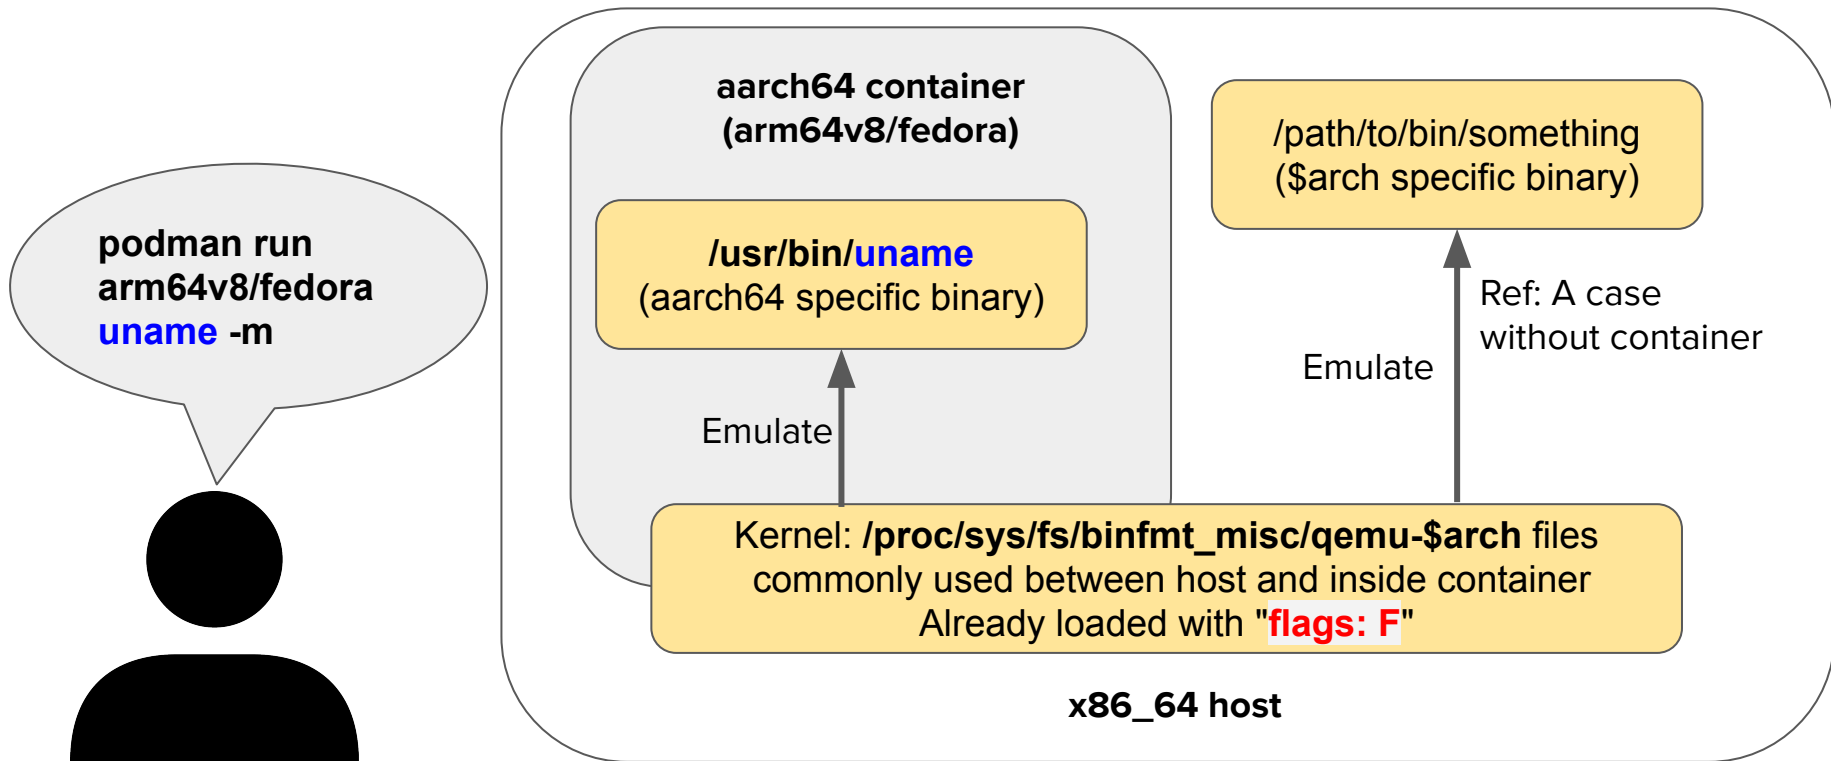 podman run
arm64v8/fedora
uname -m
aarch64 container
(arm64v8/fedora)
/usr/bin/uname
(aarch64 specific binary)
Emulate
/path/to/bin/something
($arch specific binary)
Ref: A case
without container
Emulate
Kernel: /proc/sys/fs/binfmt_misc/qemu-$arch files
commonly used between host and inside container
Already loaded with "flags: F"
x86_64 host